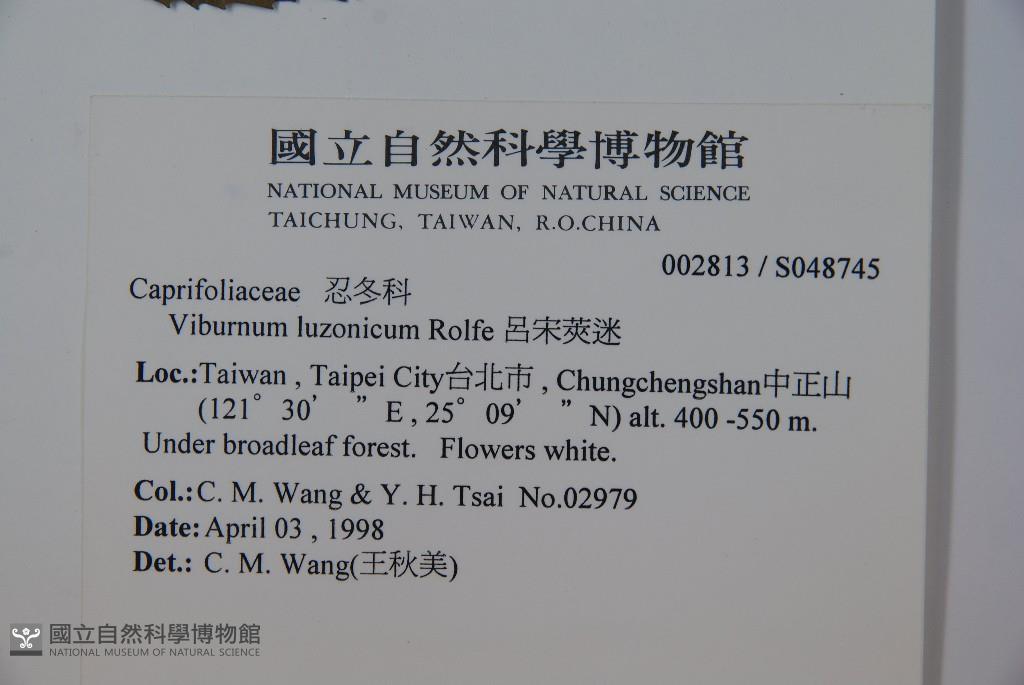 國立自然科學博物館
NATIONAL MUSEUM OF NATURAL SCIENCE
TAICHUNG, TAIWAN, R.O.CHINA
002813 / S048745
Caprifoliaceae 忍冬科
Viburnum luzonicum Rolfe 呂宋莢迷
Loc.:Taiwan , Taipei City台北市 , Chungchengshan中正山
(121° 30’ ” E , 25° 09’ ” N) alt. 400 -550 m.
Under broadleaf forest. Flowers white.
Col.:C. M. Wang & Y. H. Tsai No.02979
Date:April 03 , 1998
Det.: C. M. Wang(王秋美)
國立自然科學博物館
NATIONAL MUSEUM OF NATURAL SCIENCE